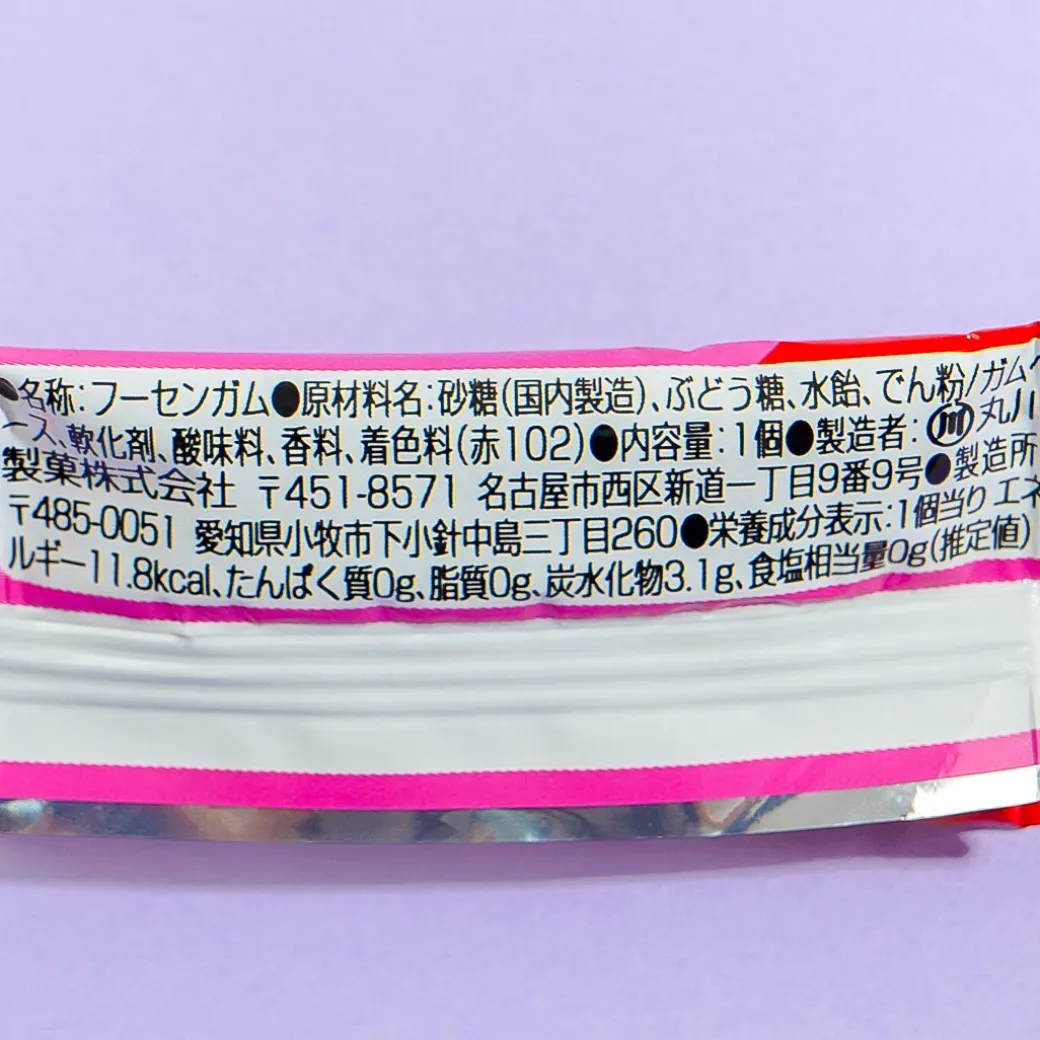 ●名称:フーセンガム●原材料名:砂糖(国内製造)、ぶどう糖、水飴、でん粉/ガムベ
ース、軟化剤、酸味料、香料、着色料(赤102)●内容量:1個●製造者:丸川
製菓株式会社 〒451-8571 名古屋市西区新道一丁目9番9号●製造所
〒485-0051 愛知県小牧市下小針中島三丁目260●栄養成分表示:1個当り エネ
ルギー11.8kcal、たんぱく質0g、脂質0g、炭水化物3.1g、食塩相当量0g(推定値)